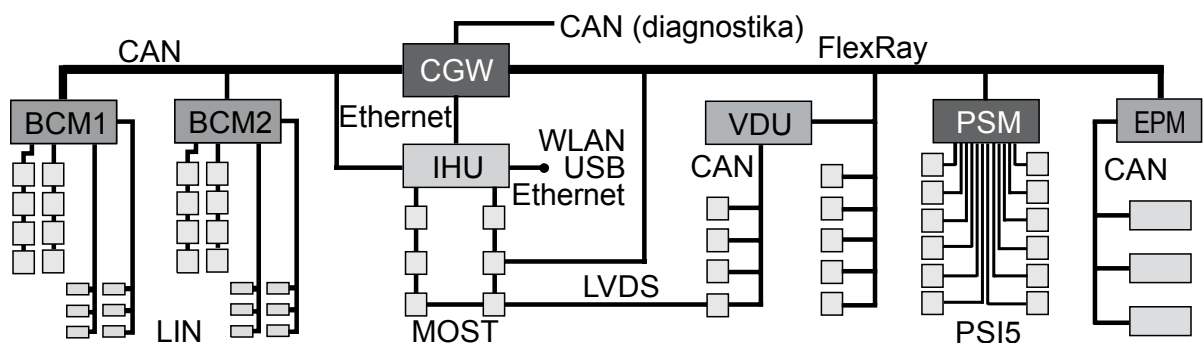 CAN (diagnostika)
CAN
CGW
FlexRay
BCM1
BCM2
Ethernet
IHU
WLAN
USB
Ethernet
VDU
CAN
PSM
EPM
CAN
LVDS
LIN
MOST
PSI5